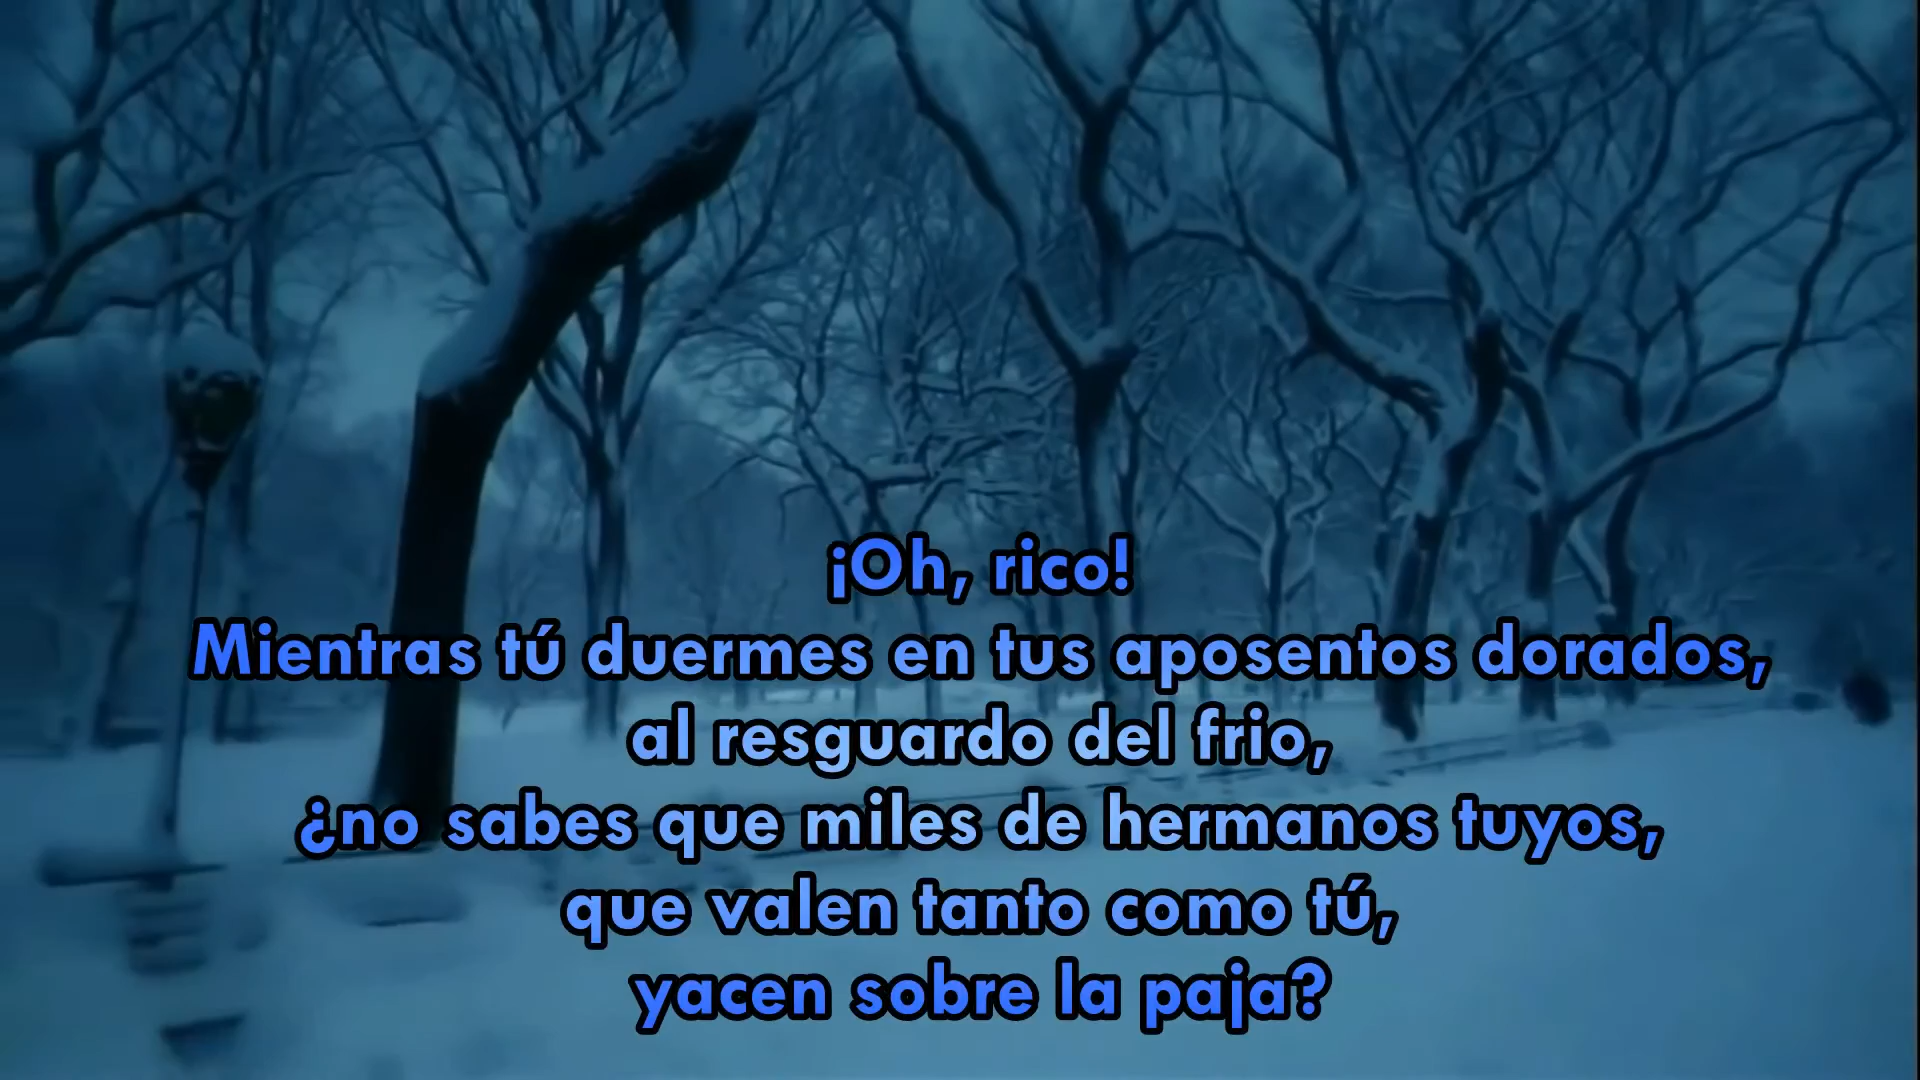 ¡Oh, rico!
Mientras tú duermes en tus aposentos dorados,
al resguardo del frio,
¿no sabes que miles de hermanos tuyos,
que valen tanto como tú,
yacen sobre la paja?